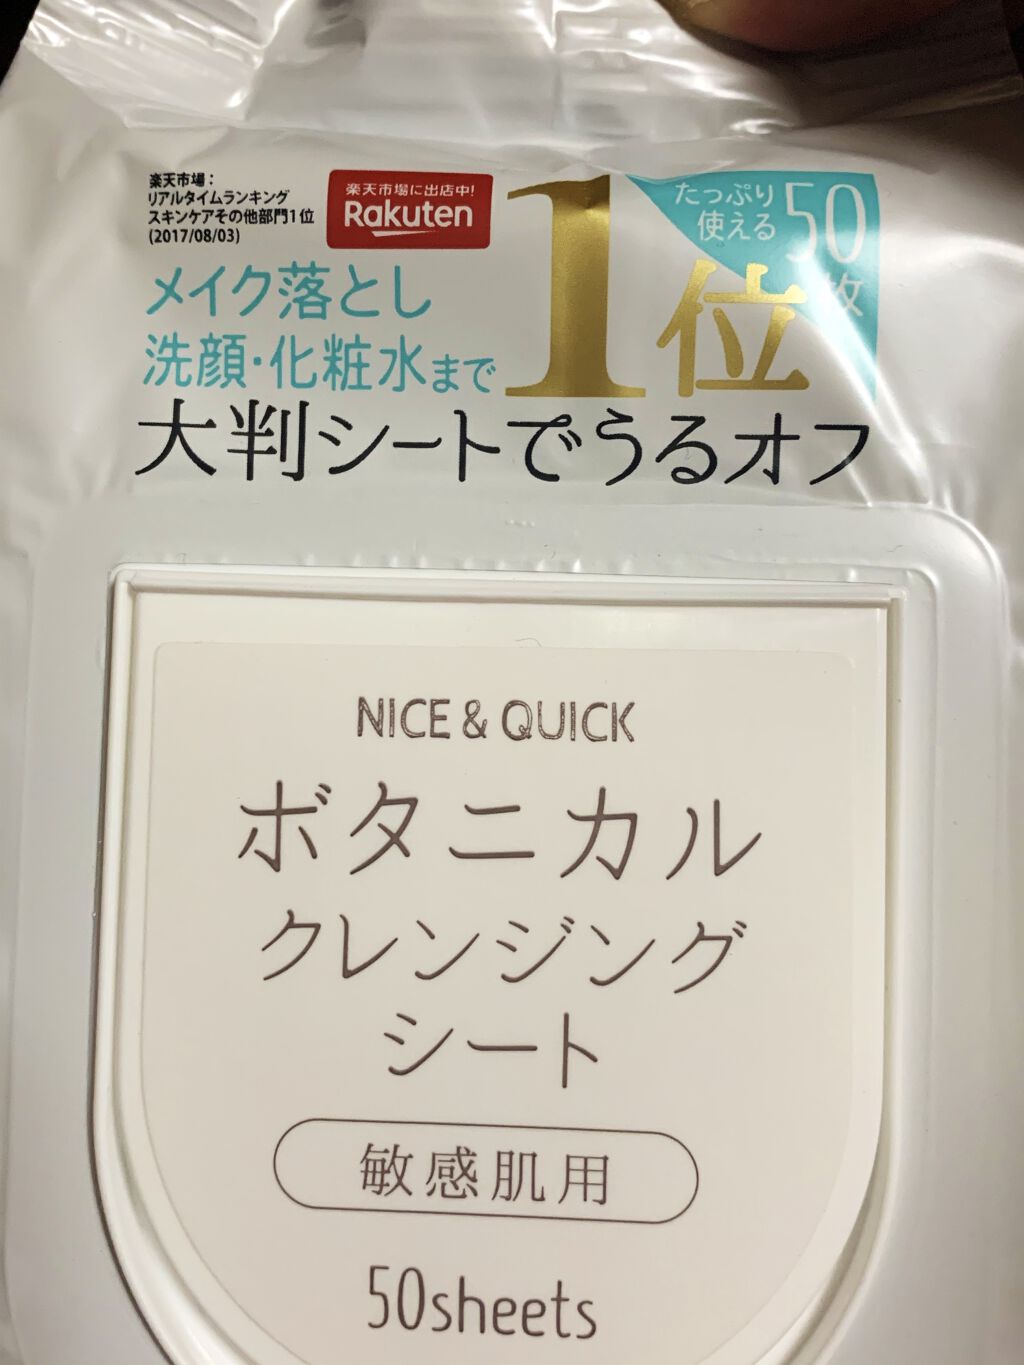 楽天市場：
リアルタイムランキング
スキンケアその他部門1位
(2017/08/03)
楽天市場に出店中!
Rakuten
1位
たっぷり
使える
50枚
メイク落とし
洗顔・化粧水まで
大判シートでうるオフ
NICE & QUICK
ボタニカル
クレンジング
シート
敏感肌用
50sheets